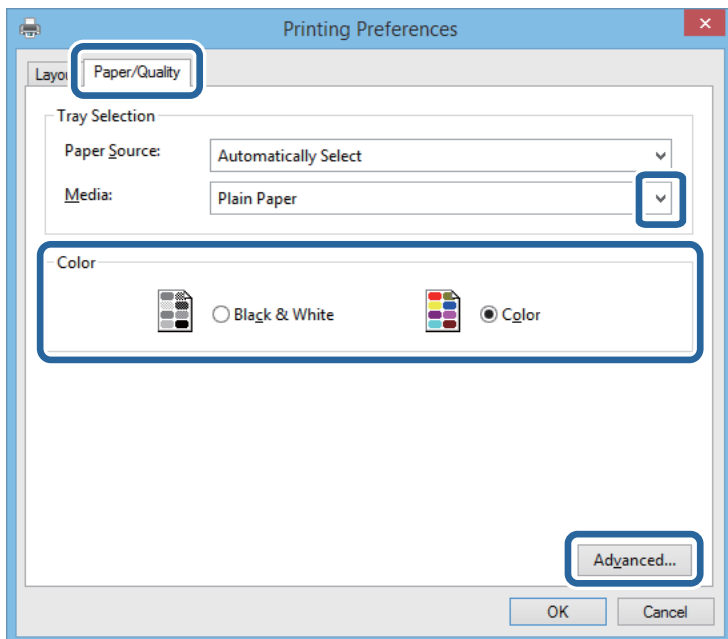 Printing Preferences
Layou Paper/Quality
Tray Selection
Paper Source: Automatically Select
Media: Plain Paper
Color
Black & White Color
Advanced...
OK Cancel